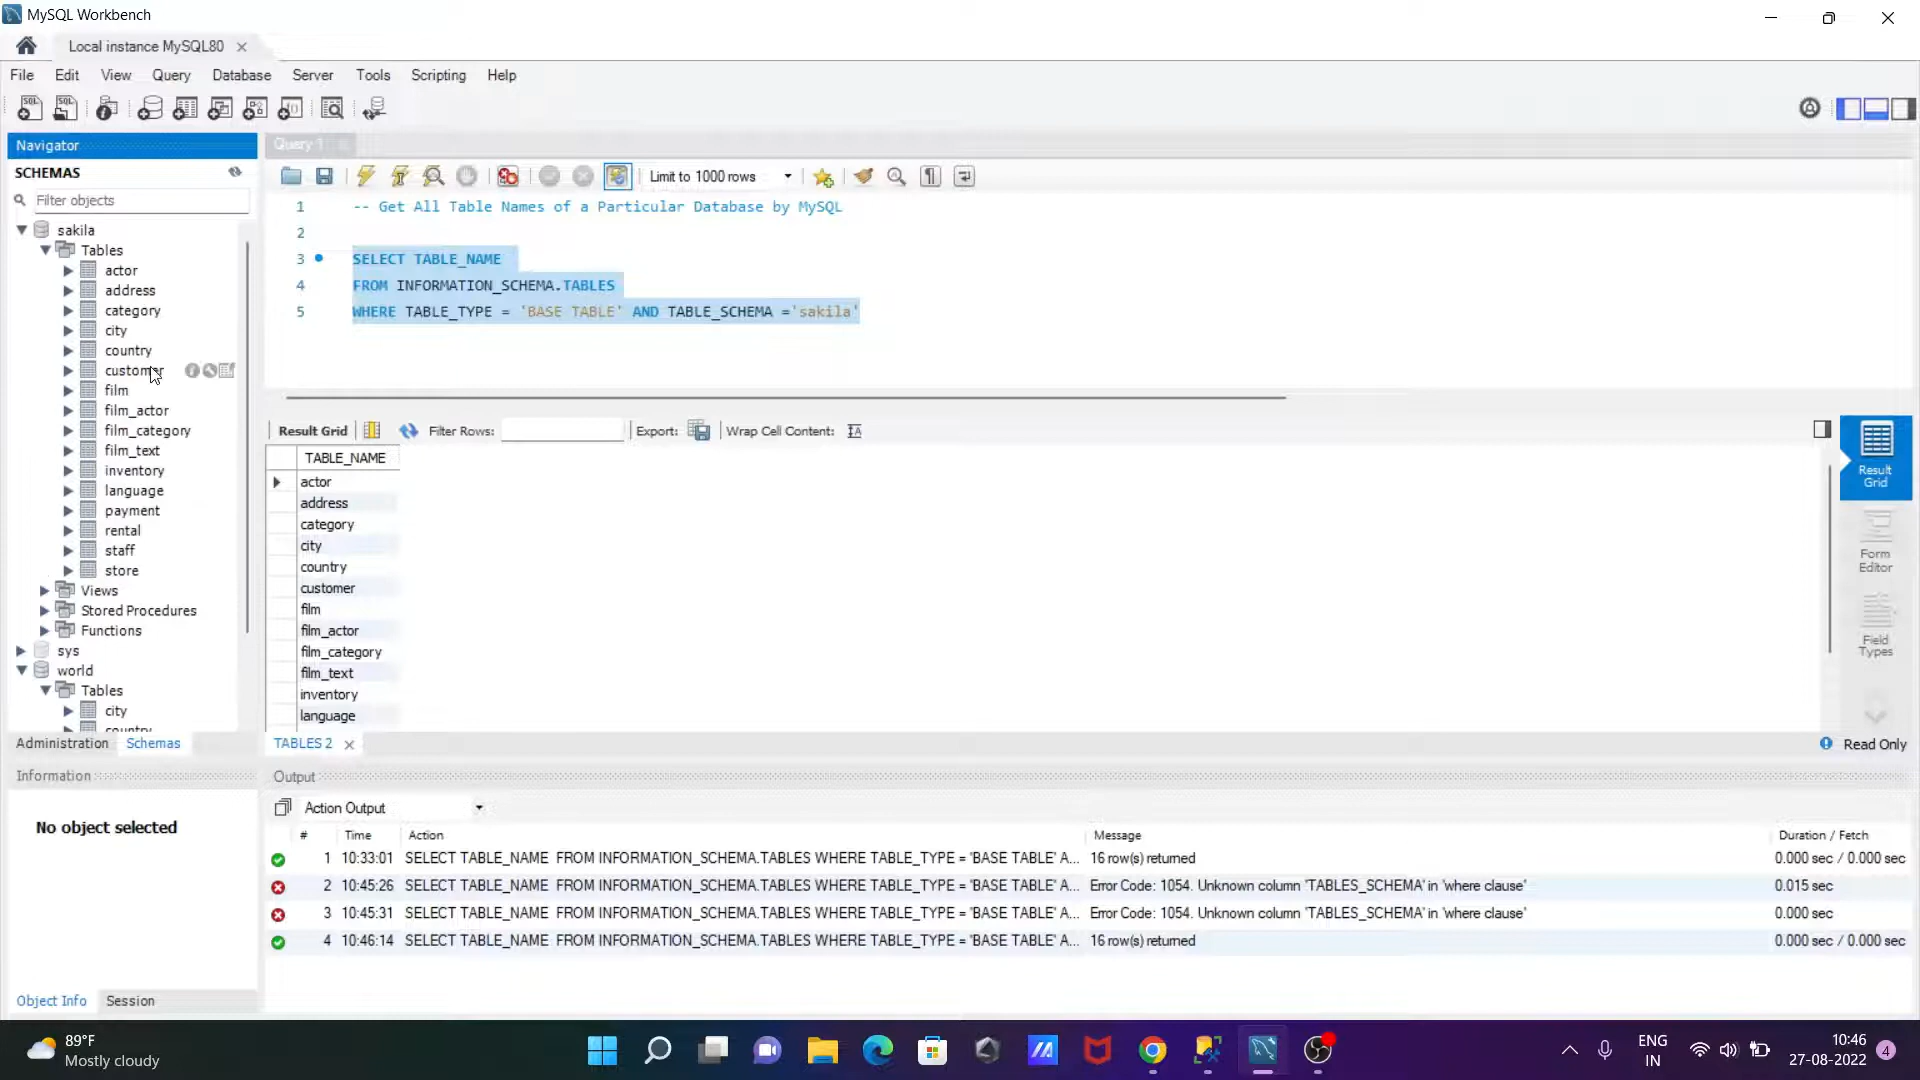 MySQL Workbench
Local instance MySQL80
File Edit View Query Database Server Tools Scripting Help
Navigator
SCHEMAS
Filter objects
sakila
Tables
actor
address
category
city
country
customer
film
film_actor
film_category
film_text
inventory
language
payment
rental
staff
store
Views
Stored Procedures
Functions
sys
world
Tables
city
country
Administration Schemas
Information
No object selected
Object Info Session
Query 1
Limit to 1000 rows
1 -- Get All Table Names of a Particular Database by MySQL
2
3 SELECT TABLE_NAME
4 FROM INFORMATION_SCHEMA.TABLES
5 WHERE TABLE_TYPE = 'BASE TABLE' AND TABLE_SCHEMA ='sakila'
Result Grid Filter Rows: Export: Wrap Cell Content:
TABLE_NAME
actor
address
category
city
country
customer
film
film_actor
film_category
film_text
inventory
language
Result
Grid
Form
Editor
Field
Types
TABLES 2
Read Only
Output
Action Output
# Time Action Message Duration / Fetch
1 10:33:01 SELECT TABLE_NAME FROM INFORMATION_SCHEMA.TABLES WHERE TABLE_TYPE = 'BASE TABLE' A... 16 row(s) returned 0.000 sec / 0.000 sec
2 10:45:26 SELECT TABLE_NAME FROM INFORMATION_SCHEMA.TABLES WHERE TABLE_TYPE = 'BASE TABLE' A... Error Code: 1054. Unknown column 'TABLES_SCHEMA' in 'where clause' 0.015 sec
3 10:45:31 SELECT TABLE_NAME FROM INFORMATION_SCHEMA.TABLES WHERE TABLE_TYPE = 'BASE TABLE' A... Error Code: 1054. Unknown column 'TABLES_SCHEMA' in 'where clause' 0.000 sec
4 10:46:14 SELECT TABLE_NAME FROM INFORMATION_SCHEMA.TABLES WHERE TABLE_TYPE = 'BASE TABLE' A... 16 row(s) returned 0.000 sec / 0.000 sec
89°F
Mostly cloudy
ENG
IN
10:46
27-08-2022
4